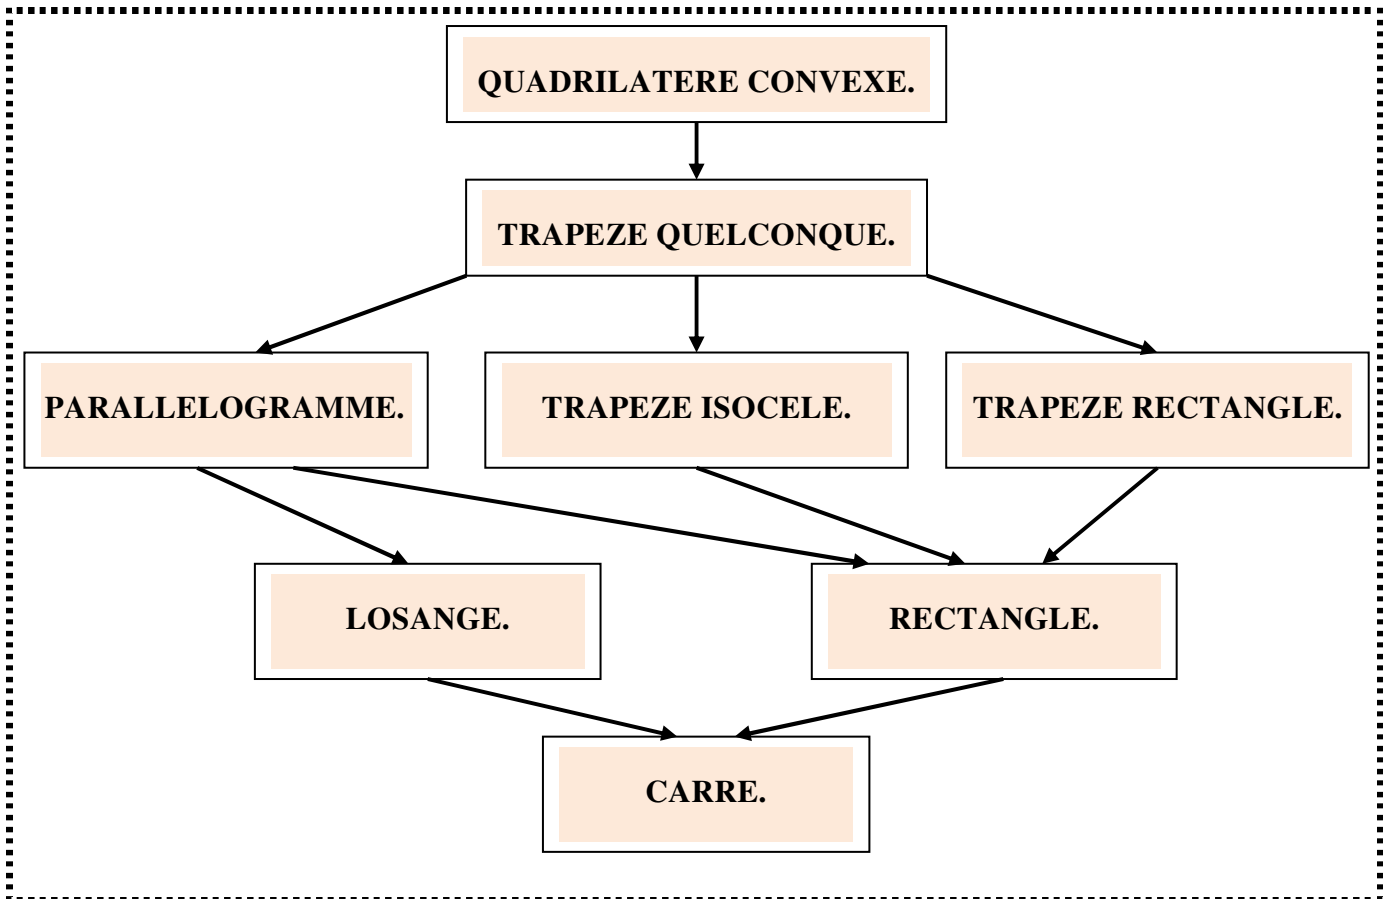 QUADRILATERE CONVEXE.
TRAPEZE QUELCONQUE.
PARALLELOGRAMME.
TRAPEZE ISOCELE.
TRAPEZE RECTANGLE.
LOSANGE.
RECTANGLE.
CARRE.